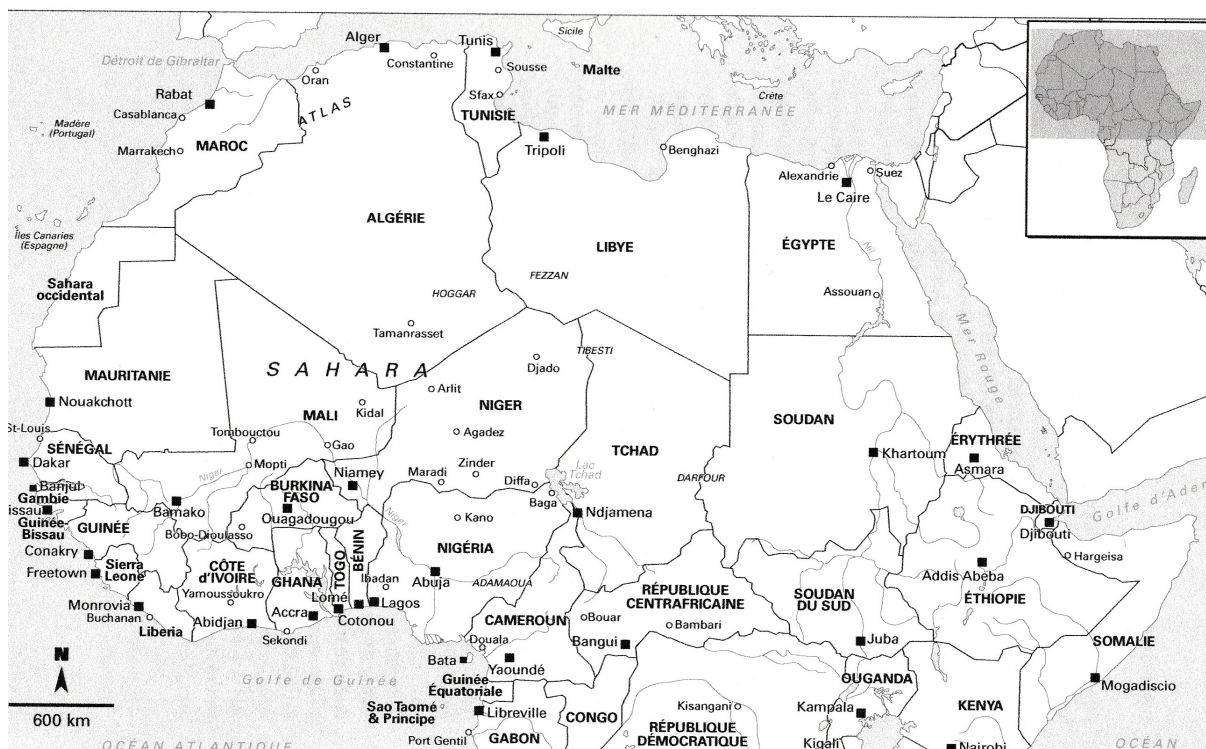 Détroit de Gibraltar
Alger
Tunis
Sicile
Constantine
Oran
Sousse
Malte
Crète
MER MÉDITERRANÉE
Rabat
Casablanca
Madère
(Portugal)
ATLAS
Sfax
TUNISIE
Marrakech
MAROC
Tripoli
Benghazi
Alexandrie
Suez
Le Caire
Îles Canaries
(Espagne)
ALGÉRIE
LIBYE
ÉGYPTE
Nil
Sahara
occidental
HOGGAR
FEZZAN
Assouan
Mer Rouge
Tamanrasset
TIBESTI
Djado
MAURITANIE
SAHARA
Nouakchott
Arlit
Kidal
MALI
NIGER
SOUDAN
St-Louis
Tombouctou
Gao
Agadez
TCHAD
ÉRYTHRÉE
Khartoum
Asmara
SÉNÉGAL
Dakar
Niger
Mopti
Niamey
Maradi
Zinder
Diffa
Lac
Tchad
DARFOUR
Banjul
Gambie
BURKINA
FASO
Baga
Ndjamena
Golfe d'Aden
issau
Guinée-
Bissau
GUINÉE
Bamako
Bobo-Dioulasso
Ouagadougou
Niger
Kano
DJIBOUTI
Djibouti
Conakry
Freetown
Sierra
Leone
CÔTE
d'IVOIRE
GHANA
TOGO
BÉNIN
NIGÉRIA
Ibadan
Abuja
ADAMAOUA
Hargeisa
Addis Abeba
ÉTHIOPIE
Yamoussoukro
Monrovia
Buchanan
Liberia
Abidjan
Sekondi
Accra
Lomé
Cotonou
Lagos
RÉPUBLIQUE
CENTRAFRICAINE
SOUDAN
DU SUD
CAMEROUN
Bouar
Bambari
Bangui
Juba
SOMALIE
Douala
Yaoundé
Bata
Guinée
Équatoriale
Golfe de Guinée
Sao Taomé
& Principe
Libreville
Port Gentil
GABON
CONGO
Kisangani
RÉPUBLIQUE
DÉMOCRATIQUE
OUGANDA
Kampala
Kigali
KENYA
Nairobi
Mogadiscio
N
600 km
OCÉAN ATLANTIQUE
OCÉAN